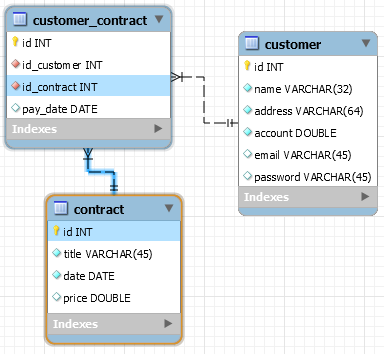 customer_contract
id INT
id_customer INT
id_contract INT
pay_date DATE
Indexes
customer
id INT
name VARCHAR(32)
address VARCHAR(64)
account DOUBLE
email VARCHAR(45)
password VARCHAR(45)
Indexes
contract
id INT
title VARCHAR(45)
date DATE
price DOUBLE
Indexes